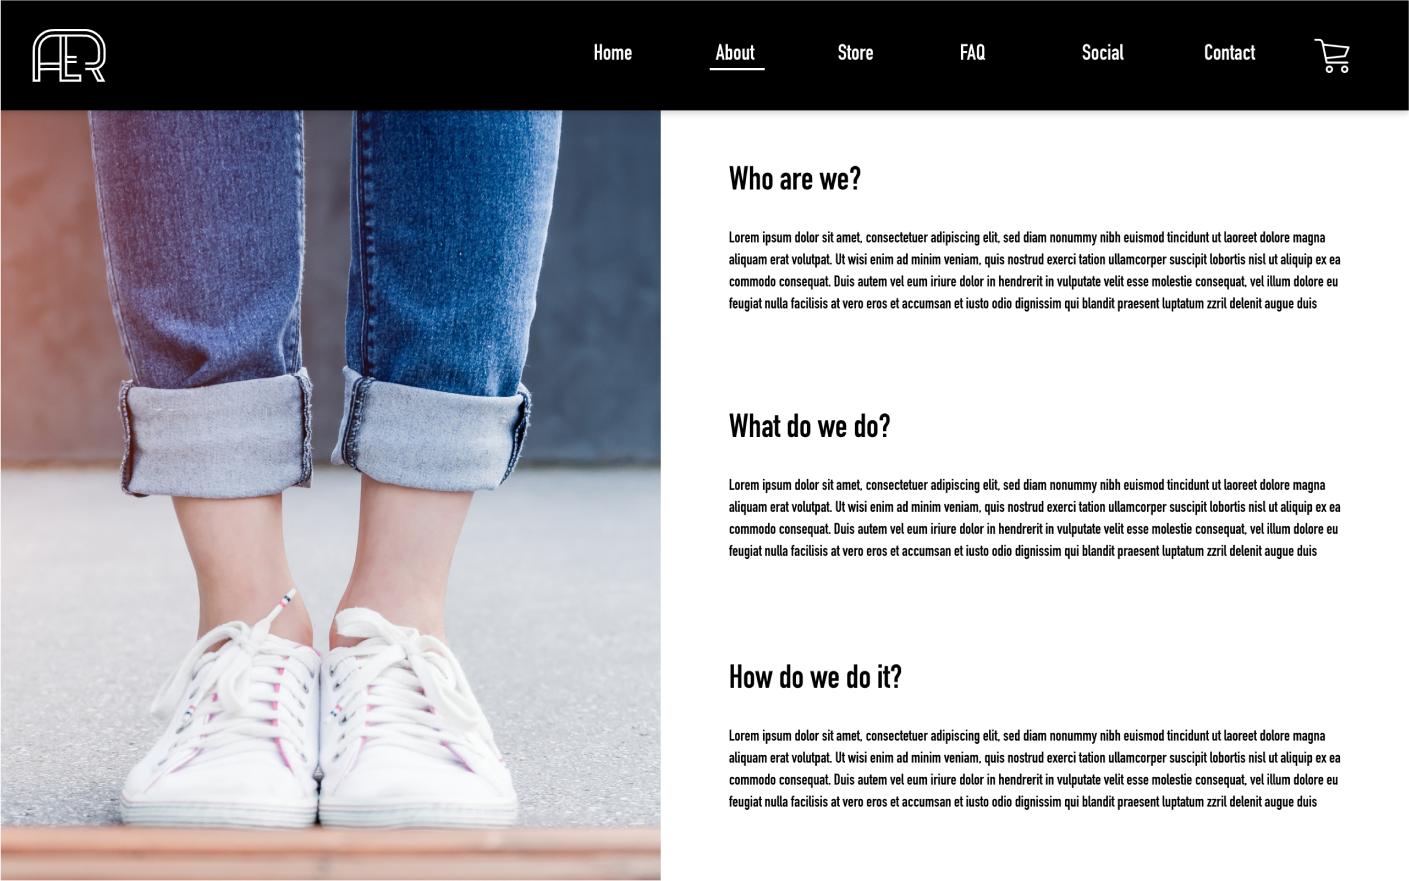 AER
Home About Store FAQ Social Contact
Who are we?
Lorem ipsum dolor sit amet, consectetuer adipiscing elit, sed diam nonummy nibh euismod tincidunt ut laoreet dolore magna
aliquam erat volutpat. Ut wisi enim ad minim veniam, quis nostrud exerci tation ullamcorper suscipit lobortis nisl ut aliquip ex ea
commodo consequat. Duis autem vel eum iriure dolor in hendrerit in vulputate velit esse molestie consequat, vel illum dolore eu
feugiat nulla facilisis at vero eros et accumsan et iusto odio dignissim qui blandit praesent luptatum zzril delenit augue duis
What do we do?
Lorem ipsum dolor sit amet, consectetuer adipiscing elit, sed diam nonummy nibh euismod tincidunt ut laoreet dolore magna
aliquam erat volutpat. Ut wisi enim ad minim veniam, quis nostrud exerci tation ullamcorper suscipit lobortis nisl ut aliquip ex ea
commodo consequat. Duis autem vel eum iriure dolor in hendrerit in vulputate velit esse molestie consequat, vel illum dolore eu
feugiat nulla facilisis at vero eros et accumsan et iusto odio dignissim qui blandit praesent luptatum zzril delenit augue duis
How do we do it?
Lorem ipsum dolor sit amet, consectetuer adipiscing elit, sed diam nonummy nibh euismod tincidunt ut laoreet dolore magna
aliquam erat volutpat. Ut wisi enim ad minim veniam, quis nostrud exerci tation ullamcorper suscipit lobortis nisl ut aliquip ex ea
commodo consequat. Duis autem vel eum iriure dolor in hendrerit in vulputate velit esse molestie consequat, vel illum dolore eu
feugiat nulla facilisis at vero eros et accumsan et iusto odio dignissim qui blandit praesent luptatum zzril delenit augue duis